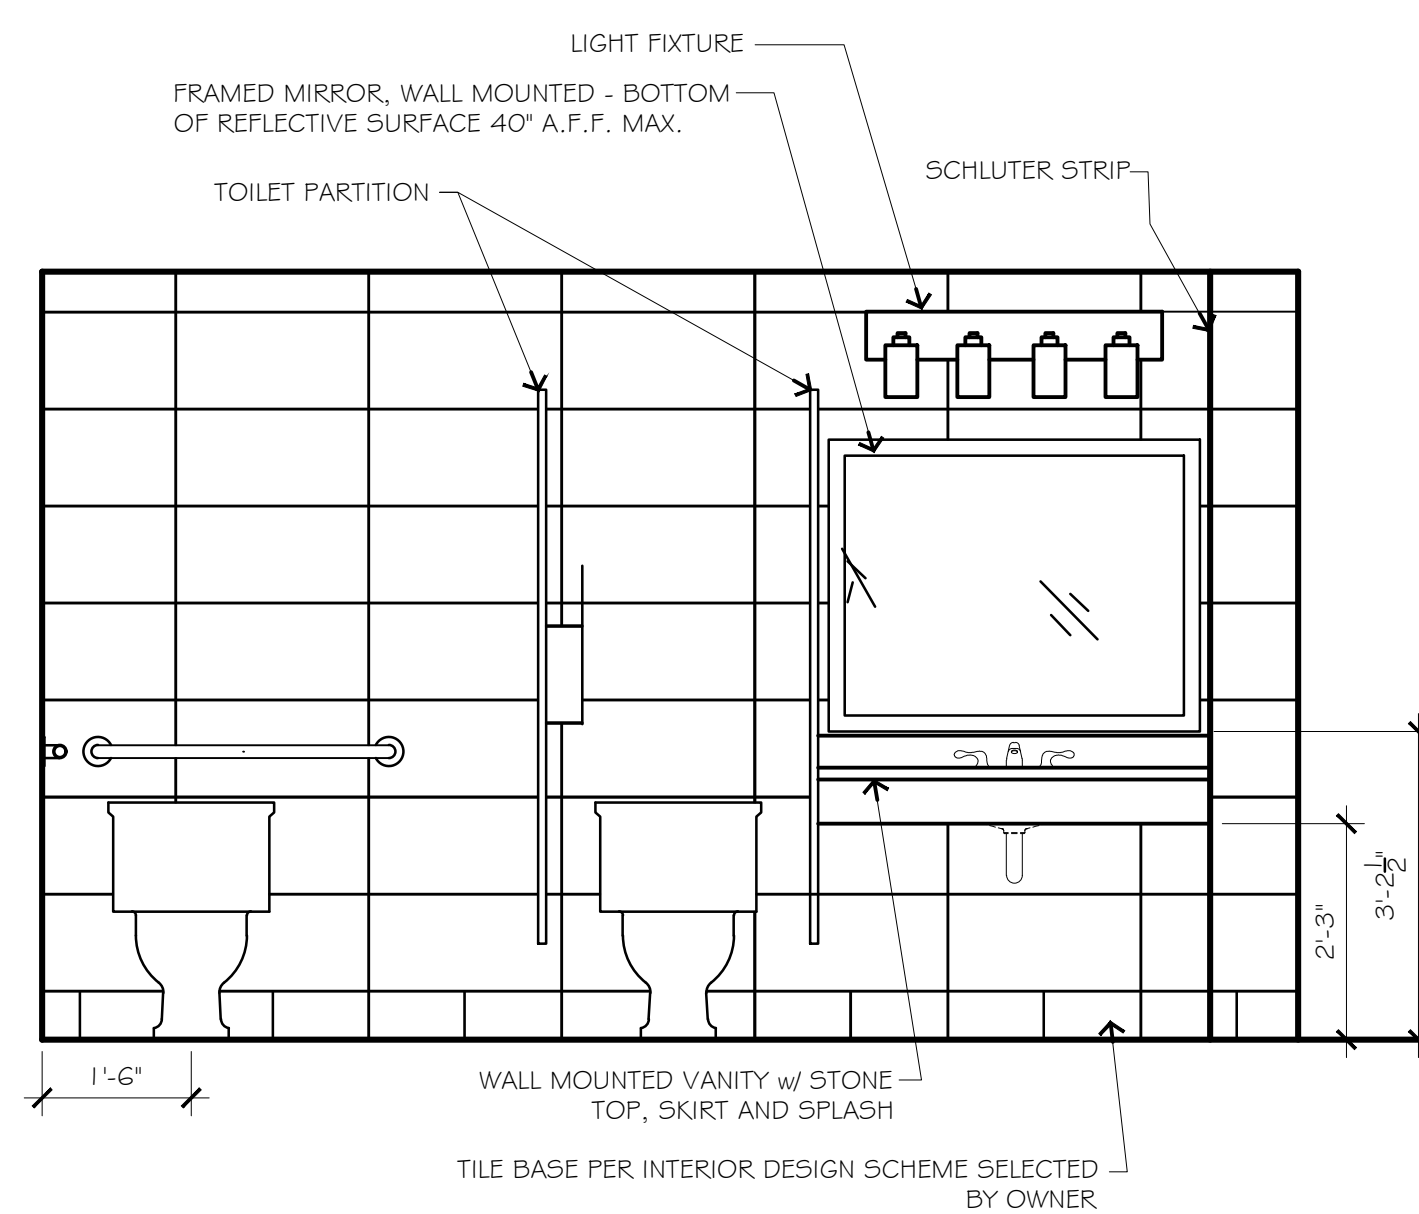 LIGHT FIXTURE
FRAMED MIRROR, WALL MOUNTED - BOTTOM
OF REFLECTIVE SURFACE 40" A.F.F. MAX.
SCHLUTER STRIP
TOILET PARTITION
2'-3"
3'-2 1/2"
1'-6"
WALL MOUNTED VANITY w/ STONE
TOP, SKIRT AND SPLASH
TILE BASE PER INTERIOR DESIGN SCHEME SELECTED
BY OWNER